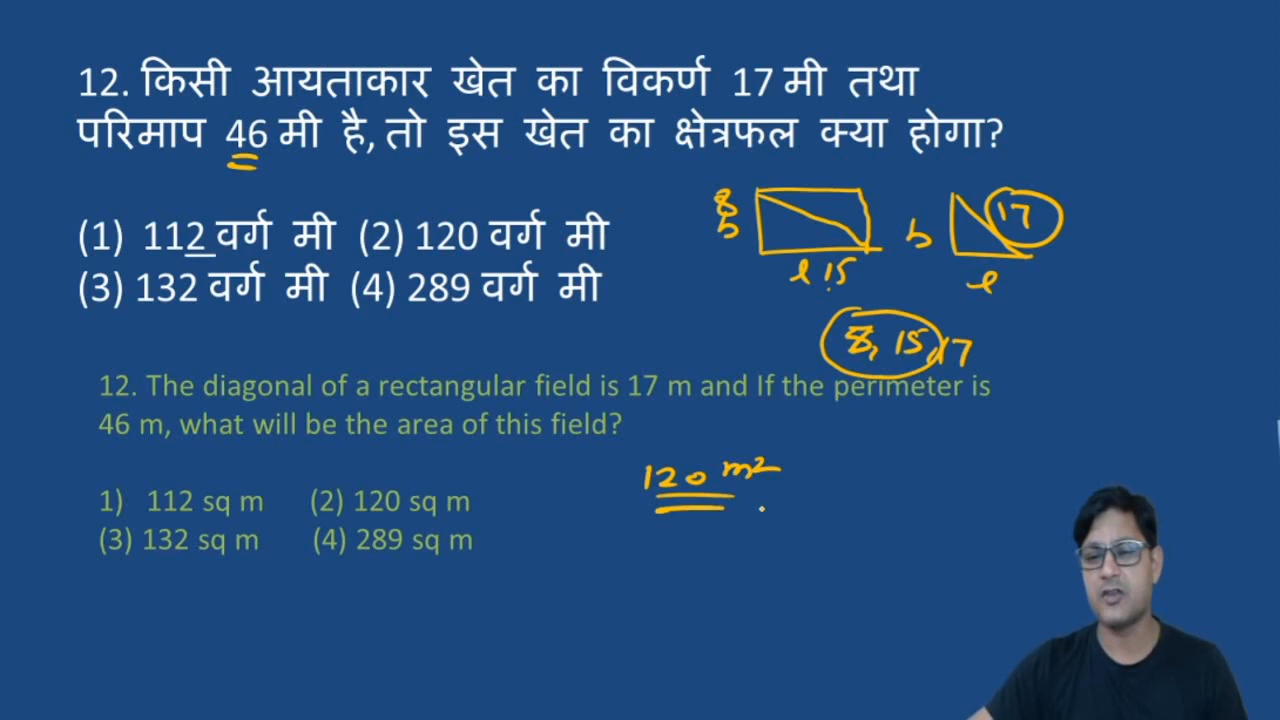 12. किसी आयताकार खेत का विकर्ण 17 मी तथा
परिमाप 46 मी है, तो इस खेत का क्षेत्रफल क्या होगा?
(1) 112 वर्ग मी (2) 120 वर्ग मी
(3) 132 वर्ग मी (4) 289 वर्ग मी
8
b
l 15
b
17
l
8, 15, 17
12. The diagonal of a rectangular field is 17 m and If the perimeter is
46 m, what will be the area of this field?
120 m2
1) 112 sq m (2) 120 sq m
(3) 132 sq m (4) 289 sq m